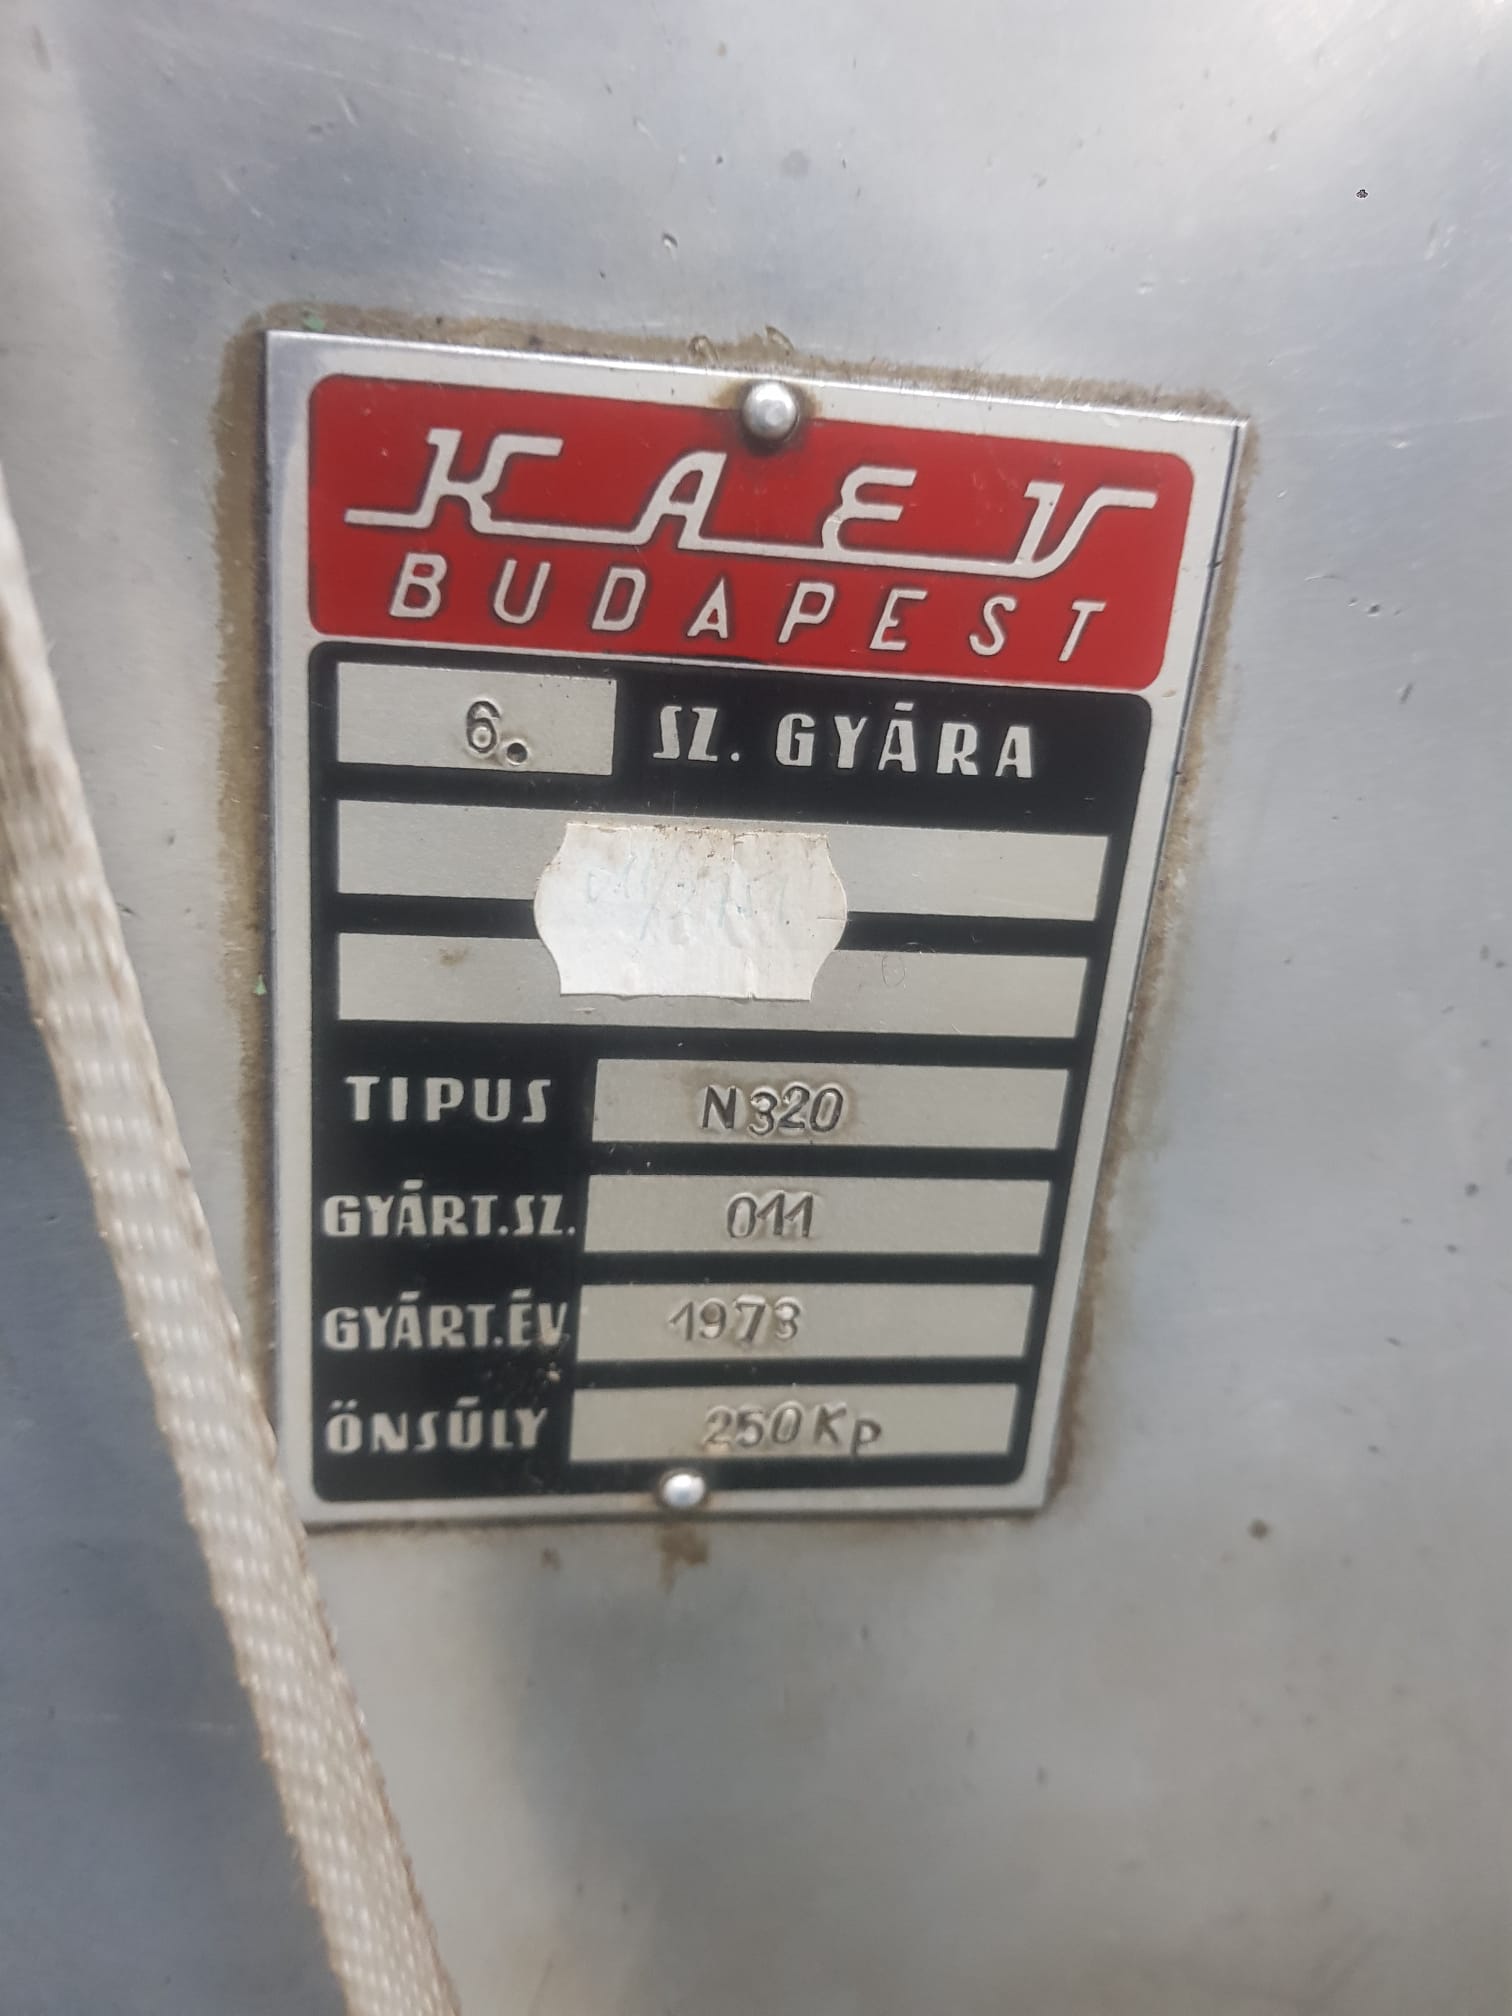 KAEV
BUDAPEST
6. SZ. GYÁRA
TIPUS N320
GYÁRT.SZ. 011
GYÁRT.ÉV 1973
ÖNSÚLY 250Kp